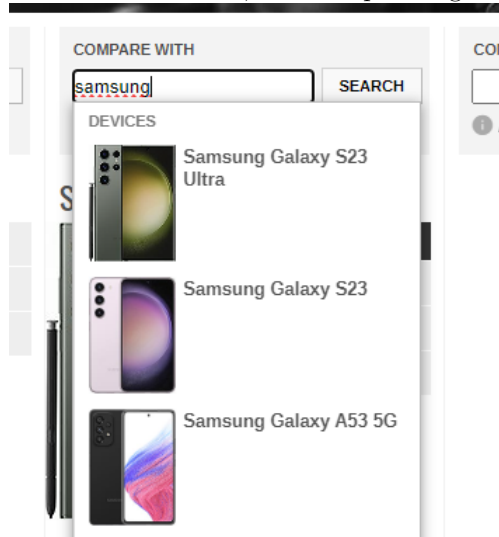 COMPARE WITH
samsung
SEARCH
DEVICES
Samsung Galaxy S23
Ultra
Samsung Galaxy S23
Samsung Galaxy A53 5G